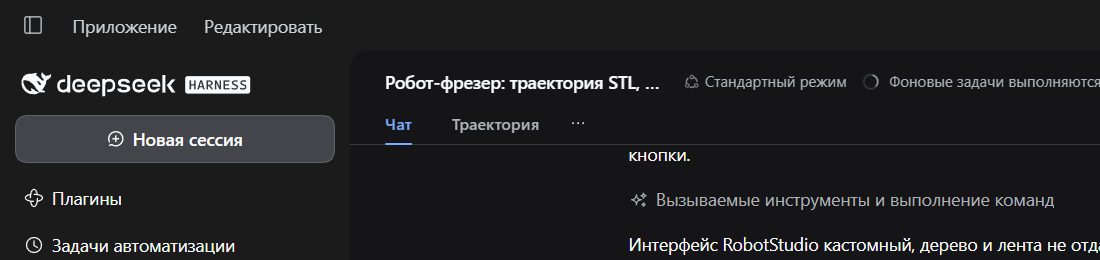 Приложение Редактировать
deepseek HARNESS
Новая сессия
Плагины
Задачи автоматизации
Робот-фрезер: траектория STL, ... Стандартный режим Фоновые задачи выполняются
Чат Траектория ...
кнопки.
Вызываемые инструменты и выполнение команд
Интерфейс RobotStudio кастомный, дерево и лента не